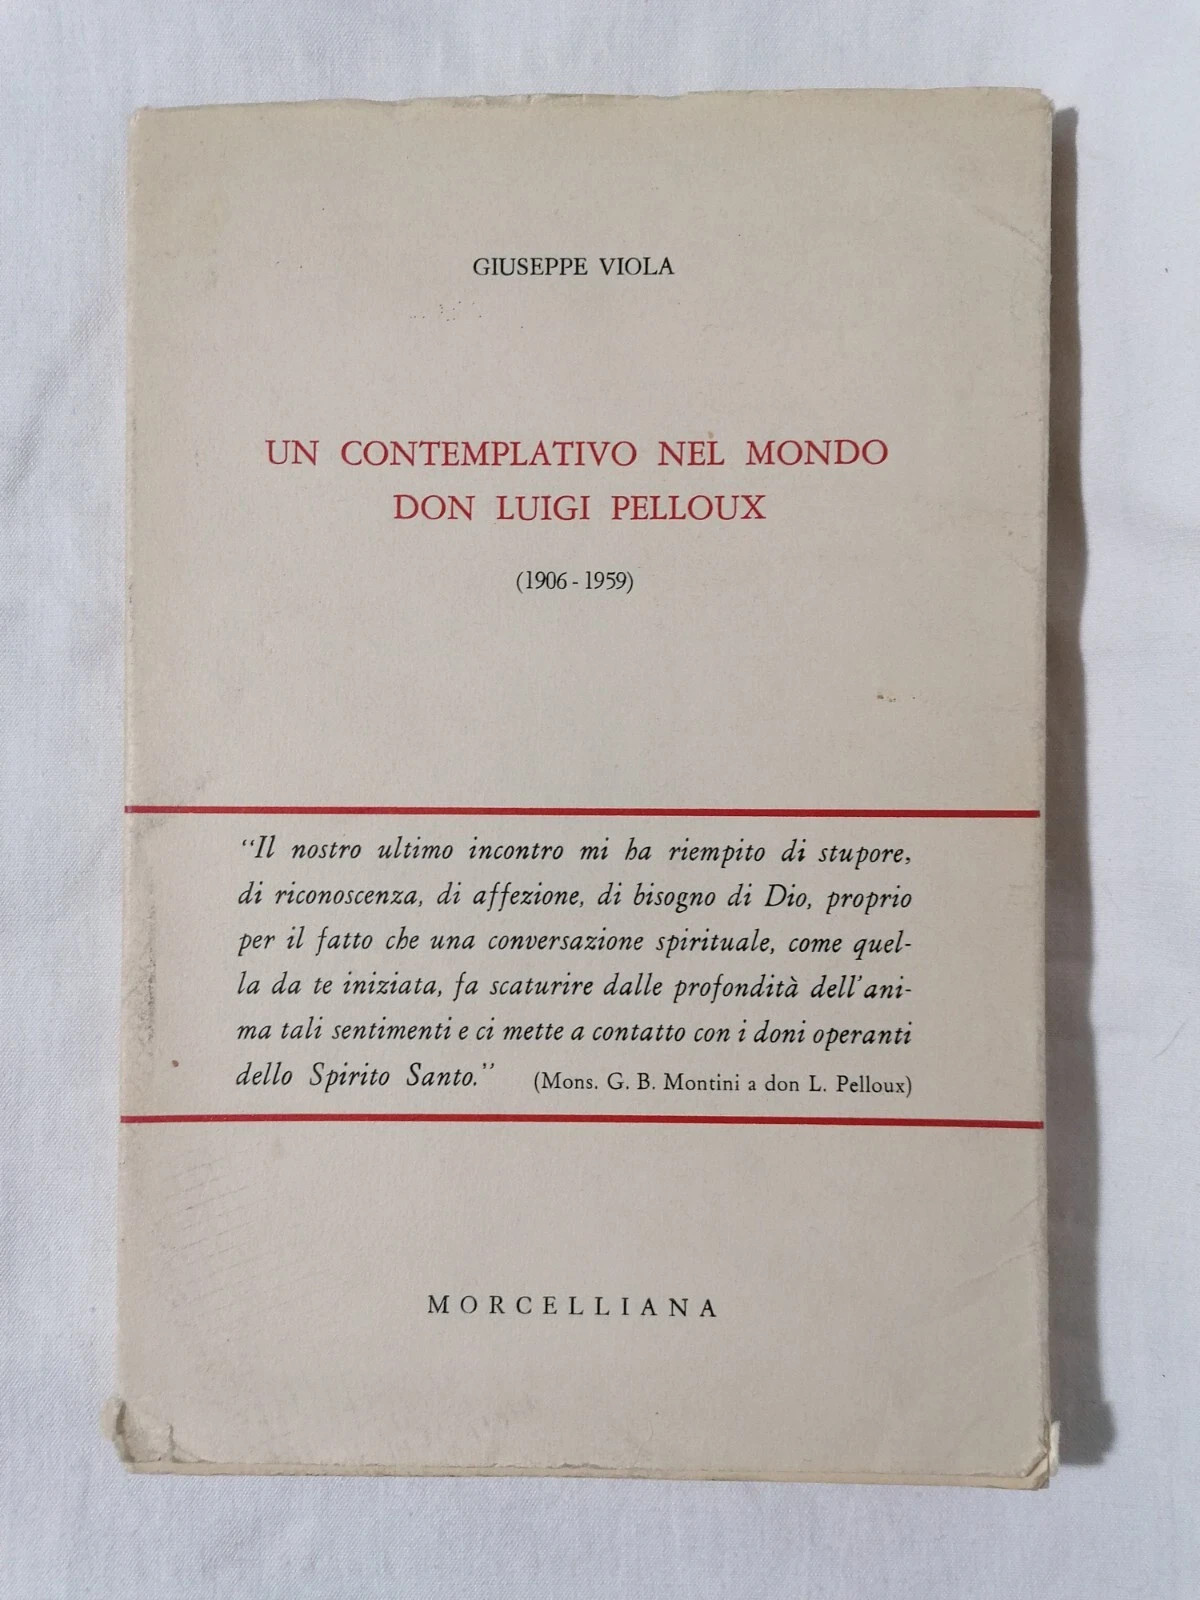 GIUSEPPE VIOLA
UN CONTEMPLATIVO NEL MONDO
DON LUIGI PELLOUX
(1906 - 1959)
“Il nostro ultimo incontro mi ha riempito di stupore,
di riconoscenza, di affezione, di bisogno di Dio, proprio
per il fatto che una conversazione spirituale, come quel-
la da te iniziata, fa scaturire dalle profondità dell'ani-
ma tali sentimenti e ci mette a contatto con i doni operanti
dello Spirito Santo.” (Mons. G. B. Montini a don L. Pelloux)
MORCELLIANA